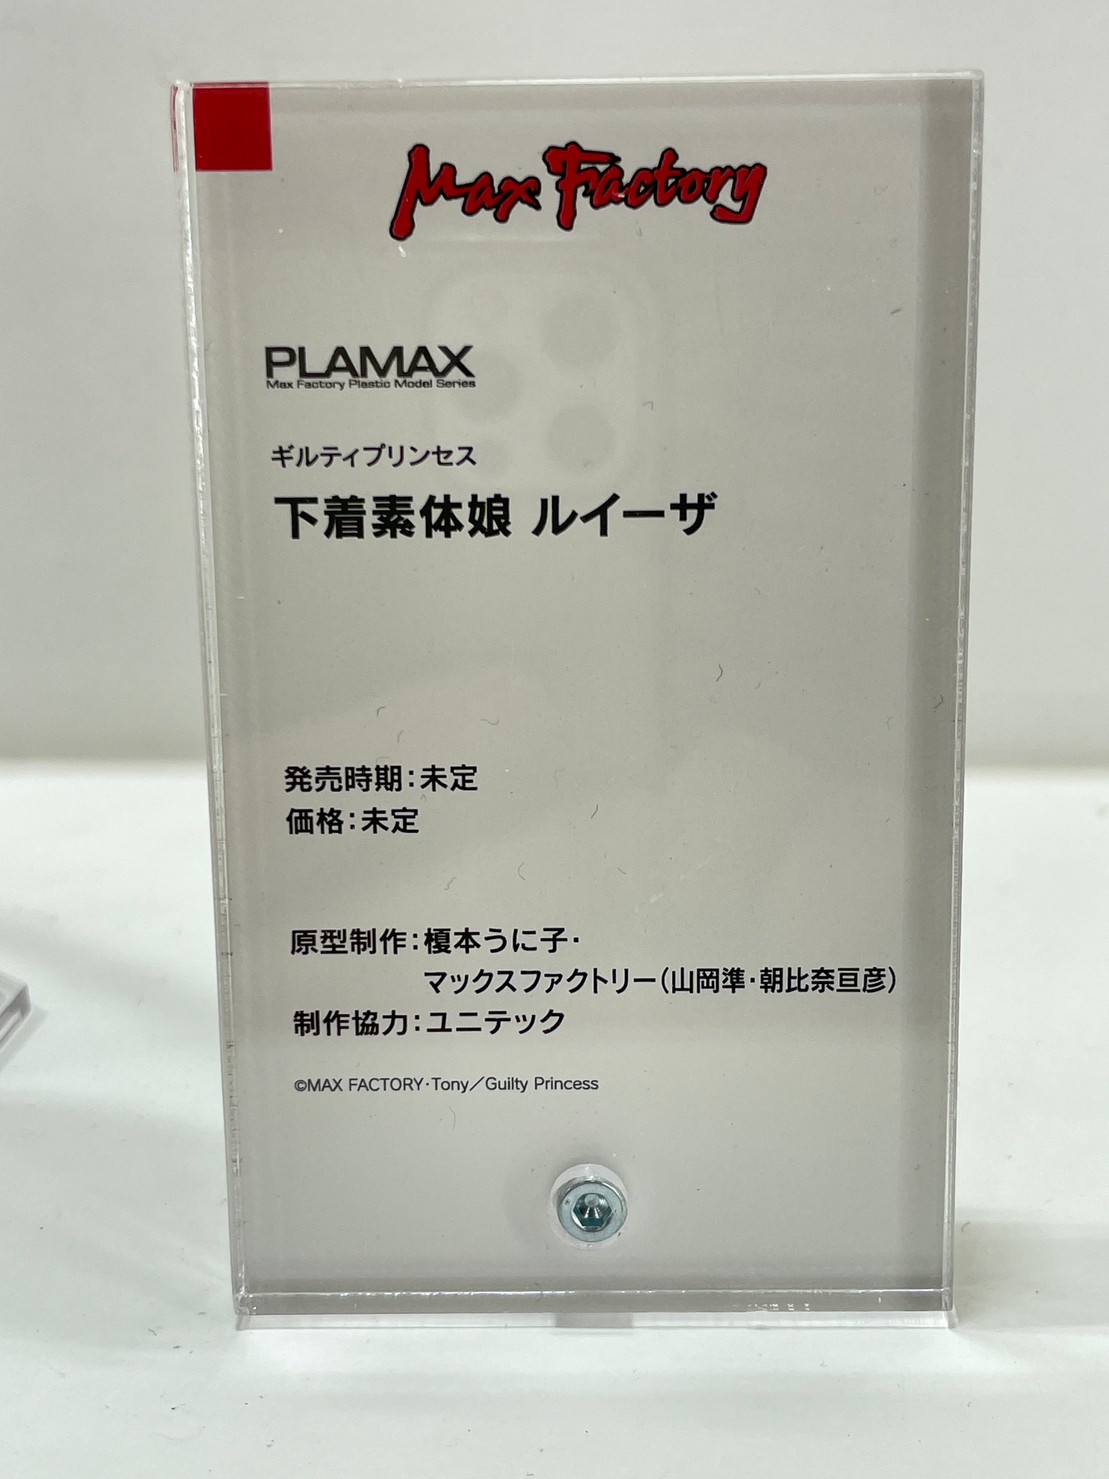 Max Factory
PLAMAX
Max Factory Plastic Model Series
ギルティプリンセス
下着素体娘 ルイーザ
発売時期：未定
価格：未定
原型制作：榎本うに子・
マックスファクトリー（山岡準・朝比奈亘彦）
制作協力：ユニテック
©MAX FACTORY・Tony／Guilty Princess